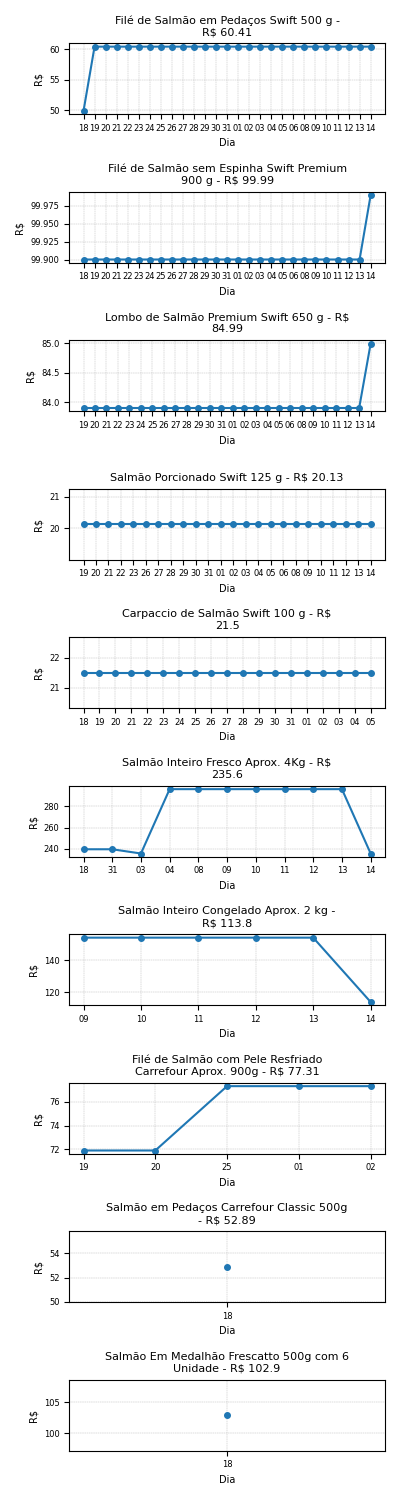 Filé de Salmão em Pedaços Swift 500 g -
R$ 60.41
60
55
50
R$
18 19 20 21 22 23 24 25 26 27 28 29 30 31 01 02 03 04 05 06 08 09 10 11 12 13 14
Dia
Filé de Salmão sem Espinha Swift Premium
900 g - R$ 99.99
99.975
99.950
99.925
99.900
R$
18 19 20 21 22 23 24 25 26 27 28 29 30 31 01 02 03 04 05 06 08 09 10 11 12 13 14
Dia
Lombo de Salmão Premium Swift 650 g - R$
84.99
85.0
84.5
84.0
R$
19 20 21 22 23 24 25 26 27 28 29 30 31 01 02 03 04 05 06 08 09 10 11 12 13 14
Dia
Salmão Porcionado Swift 125 g - R$ 20.13
21
20
R$
19 20 21 22 23 26 27 28 29 30 31 01 02 03 04 05 06 08 09 10 11 12 13 14
Dia
Carpaccio de Salmão Swift 100 g - R$
21.5
22
21
R$
18 19 20 21 22 23 24 25 26 27 28 29 30 31 01 02 03 04 05
Dia
Salmão Inteiro Fresco Aprox. 4Kg - R$
235.6
280
260
240
R$
18 31 03 04 08 09 10 11 12 13 14
Dia
Salmão Inteiro Congelado Aprox. 2 kg -
R$ 113.8
140
120
R$
09 10 11 12 13 14
Dia
Filé de Salmão com Pele Resfriado
Carrefour Aprox. 900g - R$ 77.31
76
74
72
R$
19 20 25 01 02
Dia
Salmão em Pedaços Carrefour Classic 500g
- R$ 52.89
54
52
50
R$
18
Dia
Salmão Em Medalhão Frescatto 500g com 6
Unidade - R$ 102.9
105
100
R$
18
Dia